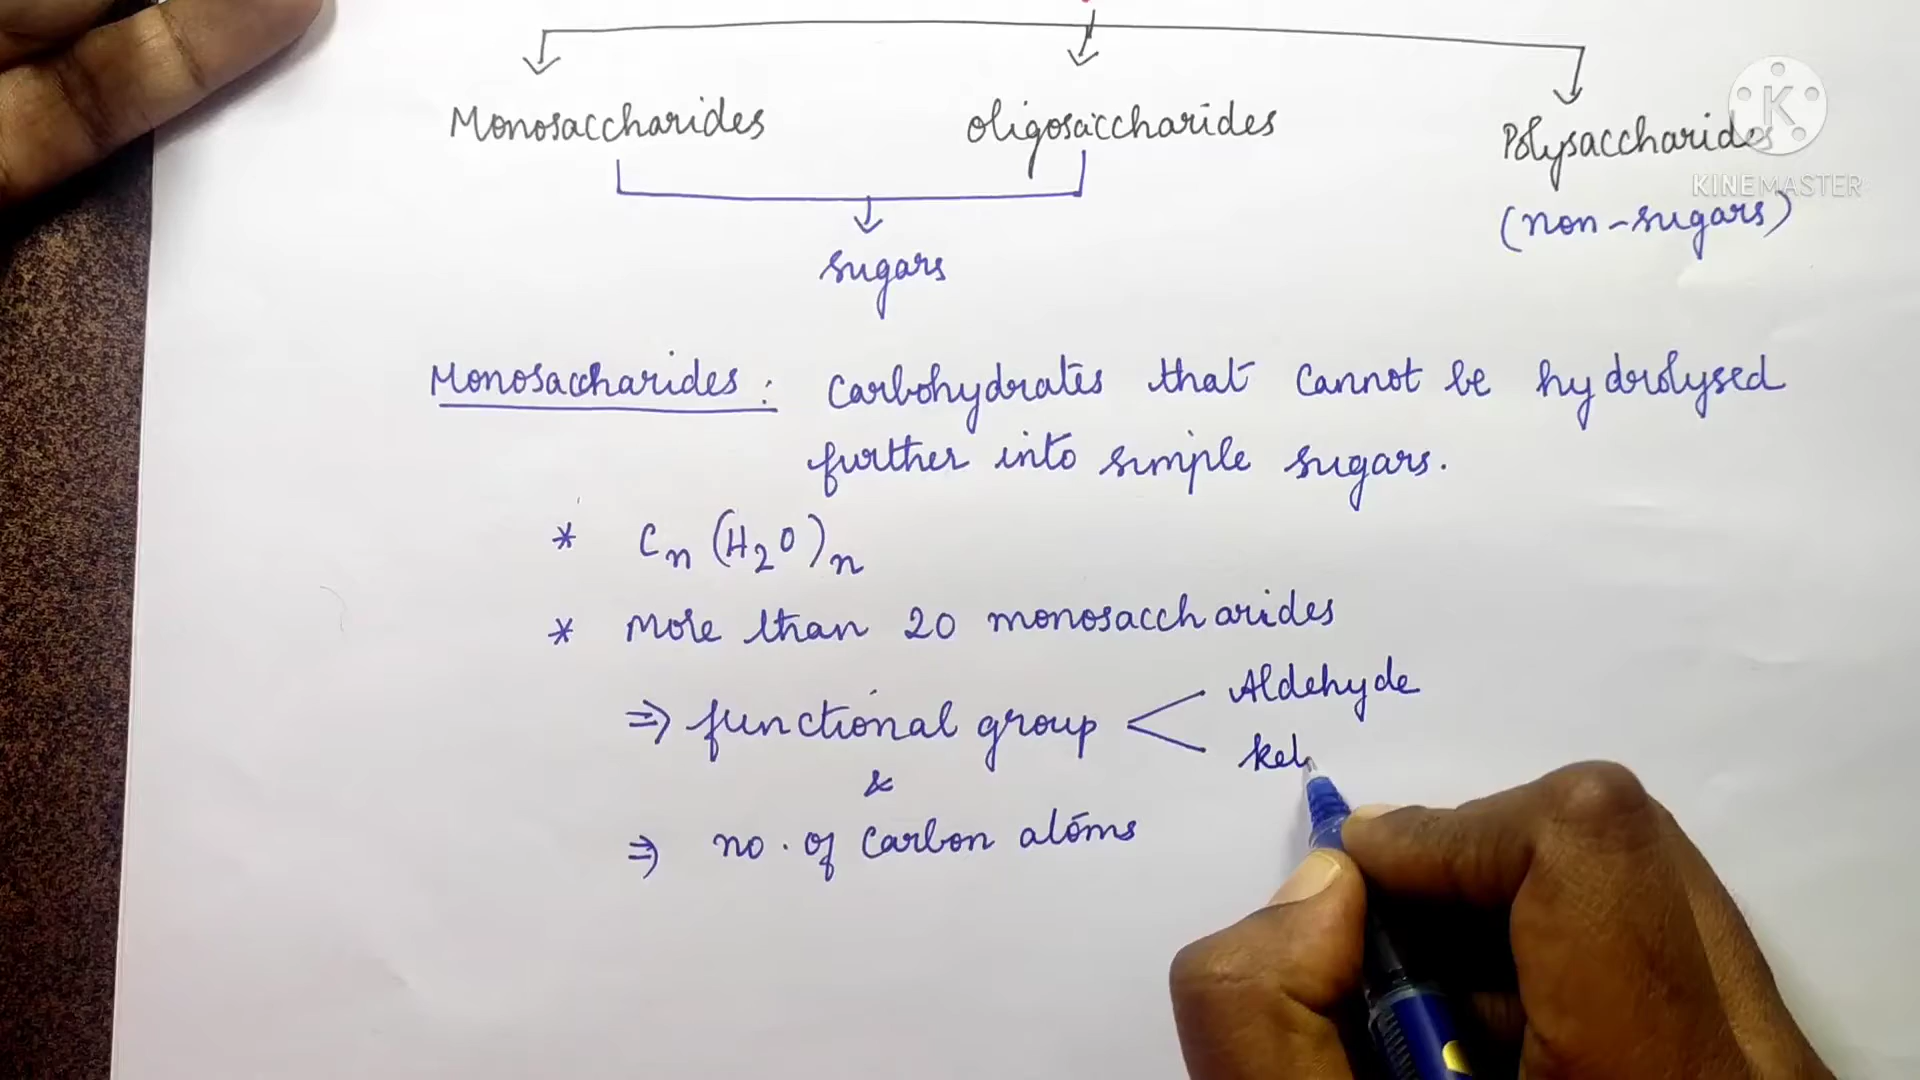 Monosaccharides oligosaccharides Polysaccharides
K
KINEMASTER
(non-sugars)
sugars
Monosaccharides : Carbohydrates that cannot be hydrolysed
further into simple sugars.
* Cn (H2O)n
* More than 20 monosaccharides
⇒ functional group Aldehyde
ket
&
⇒ no. of Carbon atoms